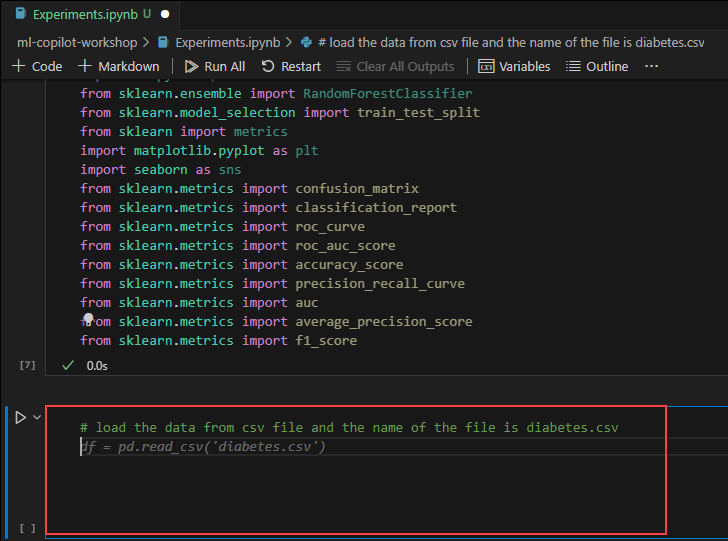 Experiments.ipynb U
ml-copilot-workshop > Experiments.ipynb > # load the data from csv file and the name of the file is diabetes.csv
+ Code + Markdown Run All Restart Clear All Outputs Variables Outline ...
from sklearn.ensemble import RandomForestClassifier
from sklearn.model_selection import train_test_split
from sklearn import metrics
import matplotlib.pyplot as plt
import seaborn as sns
from sklearn.metrics import confusion_matrix
from sklearn.metrics import classification_report
from sklearn.metrics import roc_curve
from sklearn.metrics import roc_auc_score
from sklearn.metrics import accuracy_score
from sklearn.metrics import precision_recall_curve
from sklearn.metrics import auc
from sklearn.metrics import average_precision_score
from sklearn.metrics import f1_score
[7] 0.0s
# load the data from csv file and the name of the file is diabetes.csv
df = pd.read_csv('diabetes.csv')
[ ]